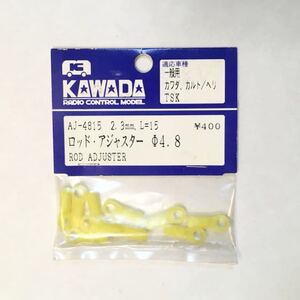 KAWADA
RADIO CONTROL MODEL
適応車種
一般用
カワダ、カルト/ヘリ
TSK
AJ-4815 2.3mm,L=15 ¥400
ロッド・アジャスター Φ4.8
ROD ADJUSTER